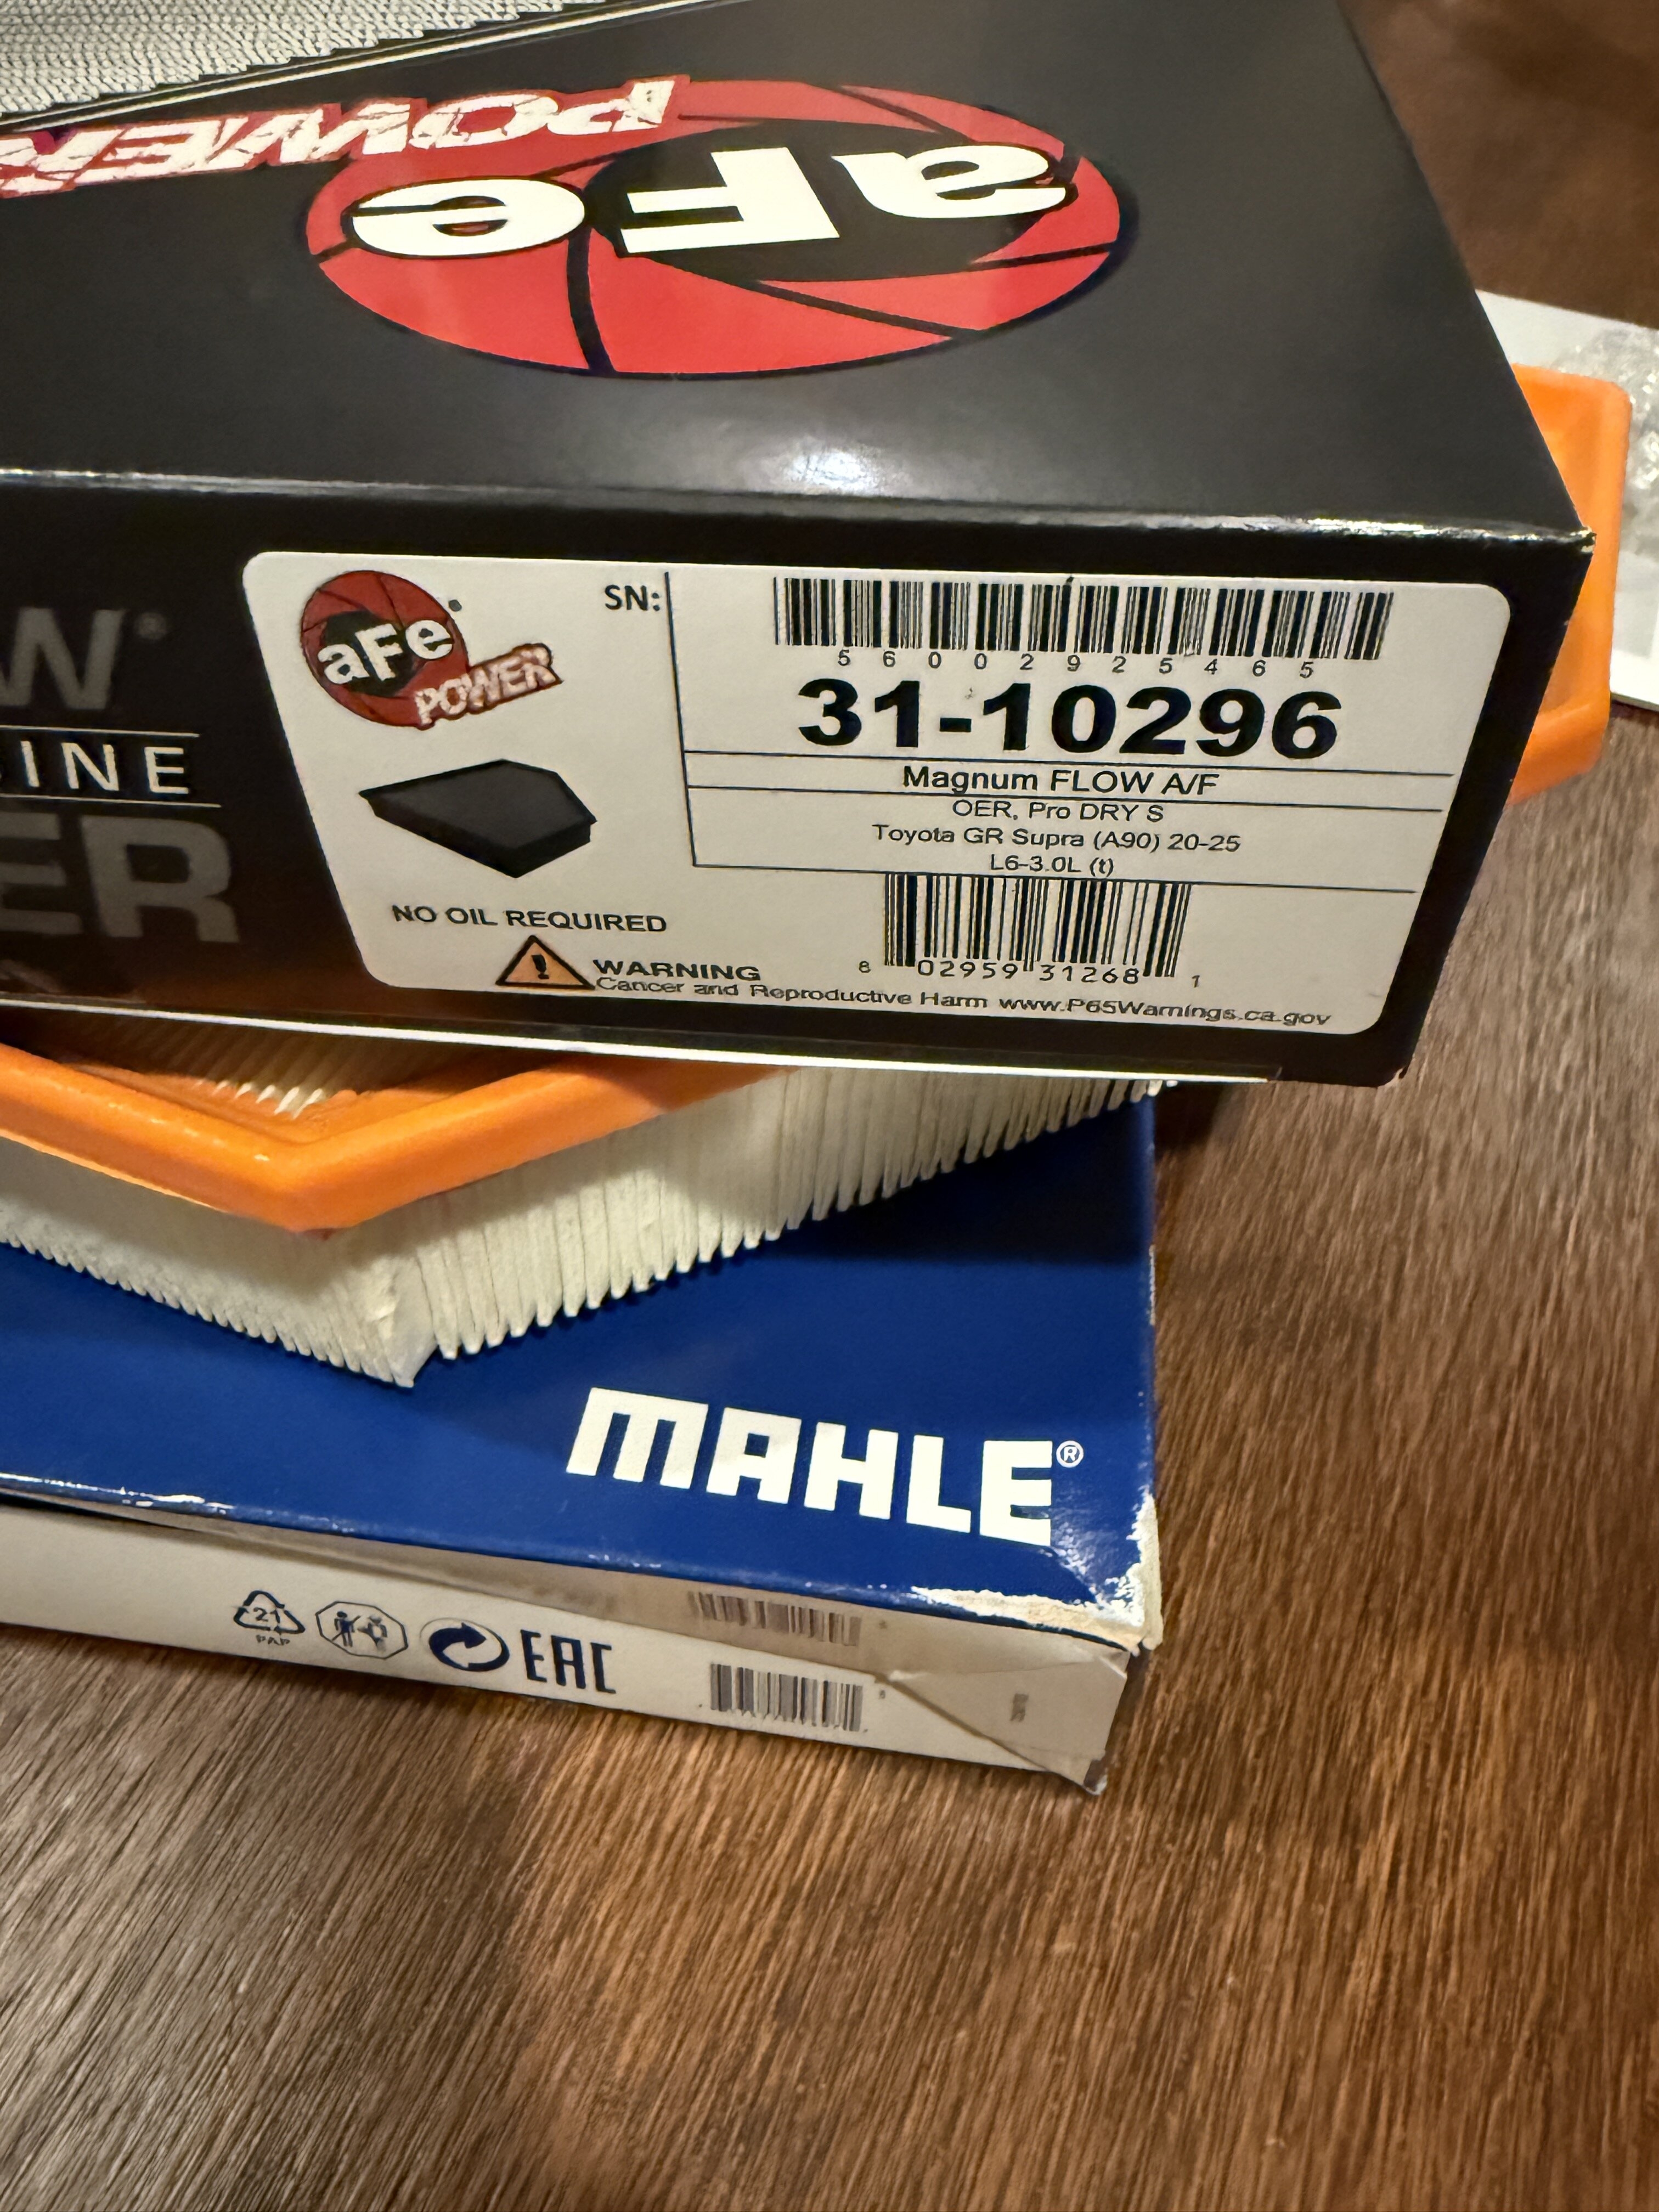 POWER
aFe
W®
INE
ER
aFe
POWER
SN:
56002925465
31-10296
Magnum FLOW A/F
OER, Pro DRY S
Toyota GR Supra (A90) 20-25
L6-3.0L (t)
NO OIL REQUIRED
8 02959 31268 1
WARNING
Cancer and Reproductive Harm www.P65Warnings.ca.gov
MAHLE®
21
PAP
EAC